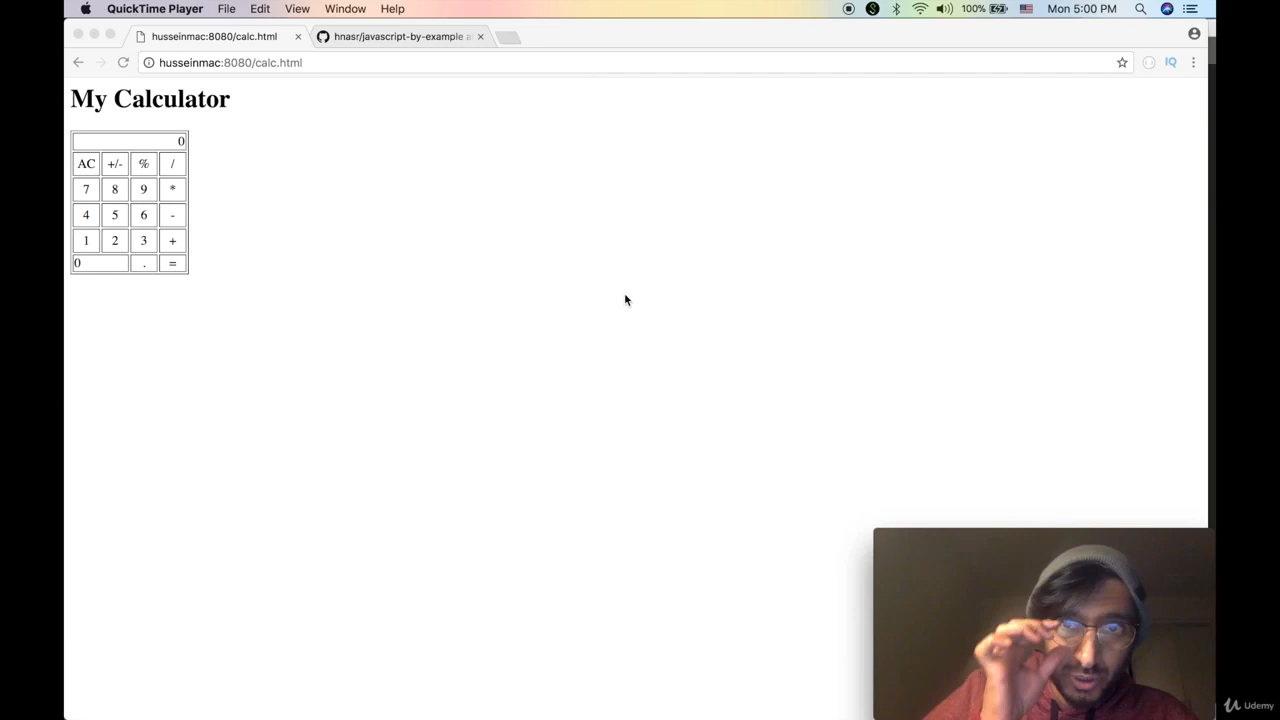 QuickTime Player File Edit View Window Help 100% Mon 5:00 PM
husseinmac:8080/calc.html hnasr/javascript-by-example a
husseinmac:8080/calc.html IQ
My Calculator
0
AC +/- % /
7 8 9 *
4 5 6 -
1 2 3 +
0 . =
Udemy